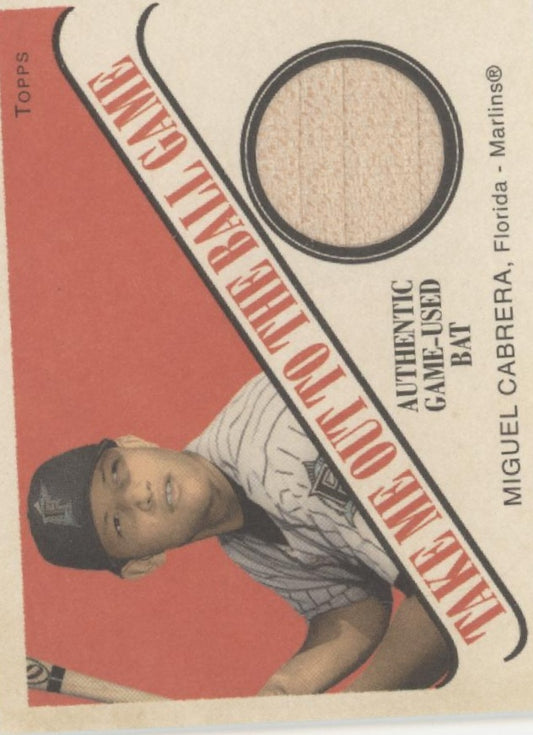 TOPPS
TAKE ME OUT TO THE BALL GAME
AUTHENTIC
GAME-USED
BAT
MIGUEL CABRERA, Florida - Marlins®
F